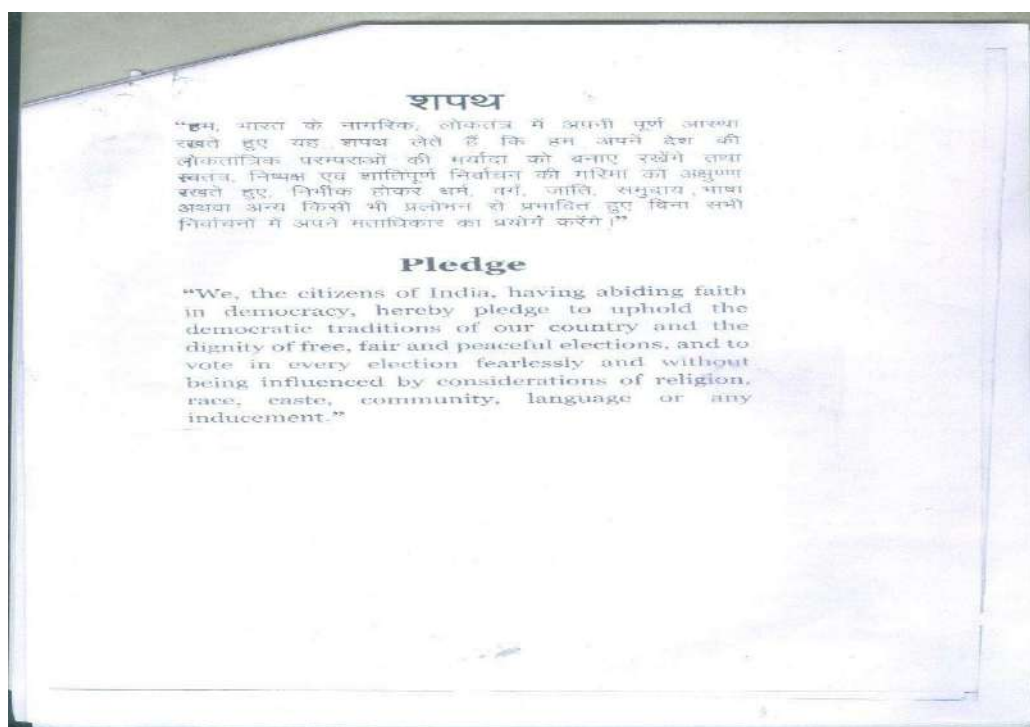 शपथ
“हम, भारत के नागरिक, लोकतंत्र में अपनी पूर्ण आस्था
रखते हुए यह शपथ लेते हैं कि हम अपने देश की
लोकतांत्रिक परम्पराओं की मर्यादा को बनाए रखेंगे तथा
स्वतंत्र, निष्पक्ष एवं शांतिपूर्ण निर्वाचन की गरिमा को अक्षुण्ण
रखते हुए, निर्भीक होकर धर्म, वर्ग, जाति, समुदाय, भाषा
अथवा अन्य किसी भी प्रलोभन से प्रभावित हुए बिना सभी
निर्वाचनों में अपने मताधिकार का प्रयोग करेंगे।”
Pledge
“We, the citizens of India, having abiding faith
in democracy, hereby pledge to uphold the
democratic traditions of our country and the
dignity of free, fair and peaceful elections, and to
vote in every election fearlessly and without
being influenced by considerations of religion,
race, caste, community, language or any
inducement.”